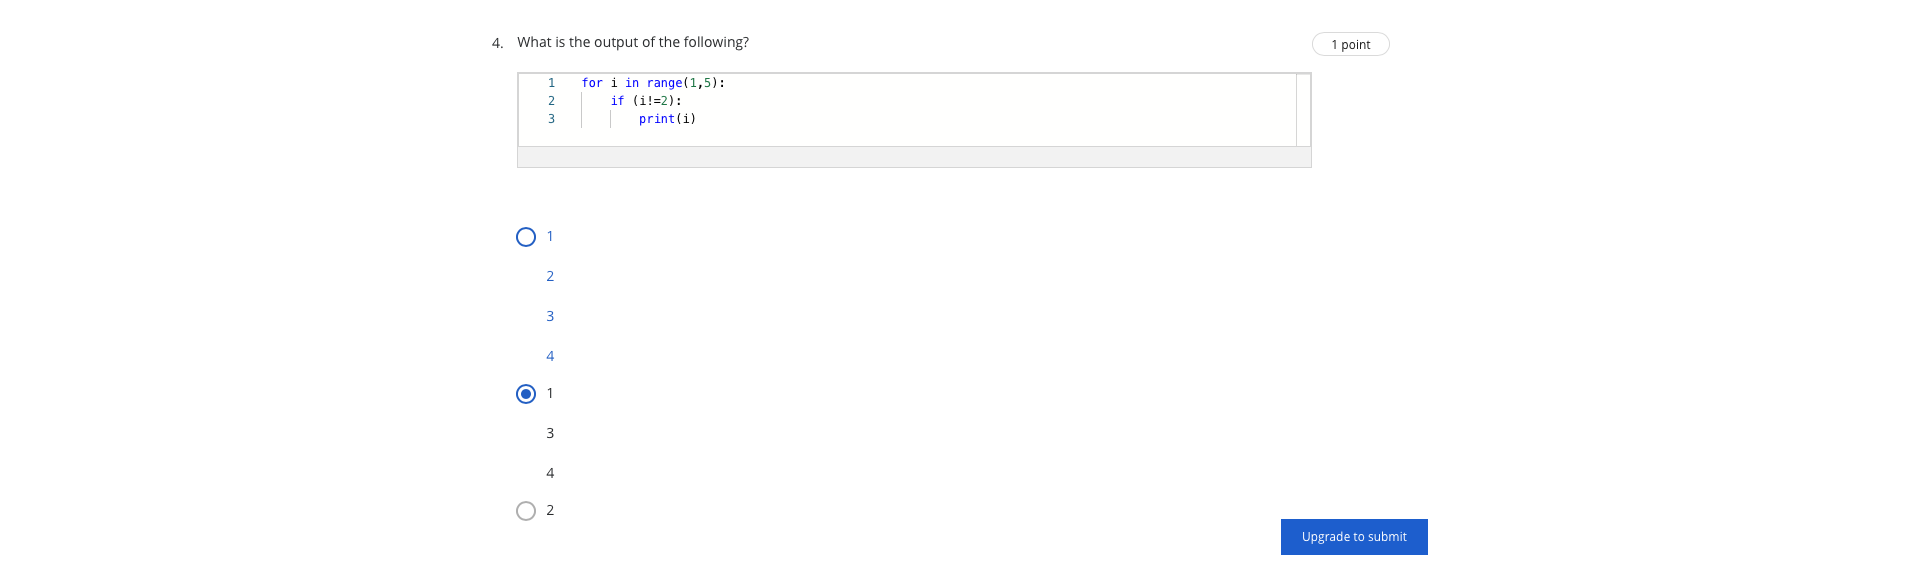 4. What is the output of the following?
1 point
1 for i in range(1,5):
2 if (i!=2):
3 print(i)
1
2
3
4
1
3
4
2
Upgrade to submit